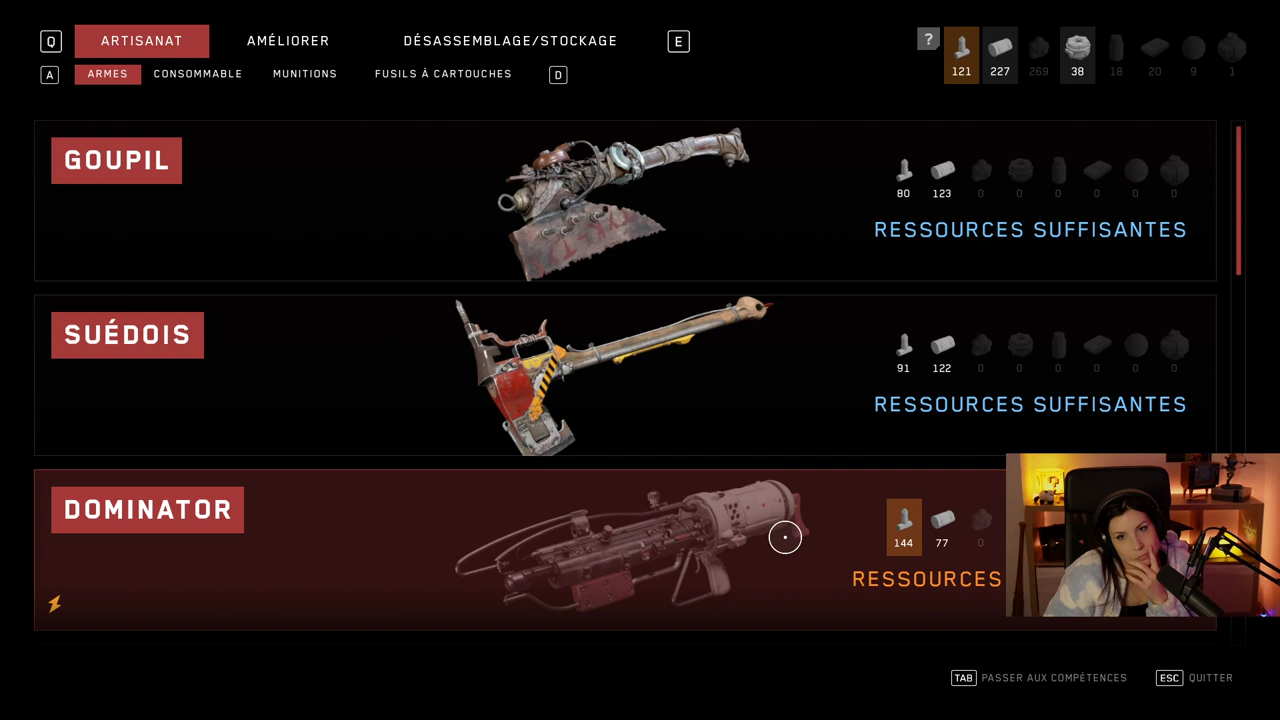 Q ARTISANAT AMÉLIORER DÉSASSEMBLAGE/STOCKAGE E
A ARMES CONSOMMABLE MUNITIONS FUSILS À CARTOUCHES D
?
121 227 269 38 18 20 9 1
GOUPIL
80 123 0 0 0 0 0 0
RESSOURCES SUFFISANTES
SUÉDOIS
91 122 0 0 0 0 0 0
RESSOURCES SUFFISANTES
DOMINATOR
144 77 0
RESSOURCES
TAB PASSER AUX COMPÉTENCES ESC QUITTER